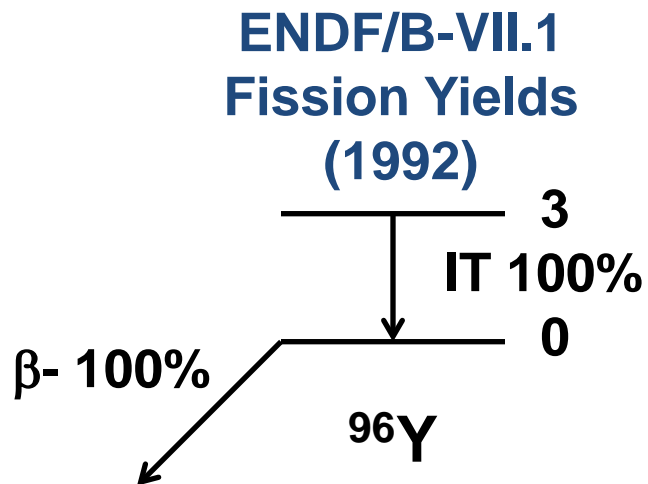 ENDF/B-VII.1
Fission Yields
(1992)
3
IT 100%
0
β- 100%
⁹⁶Y